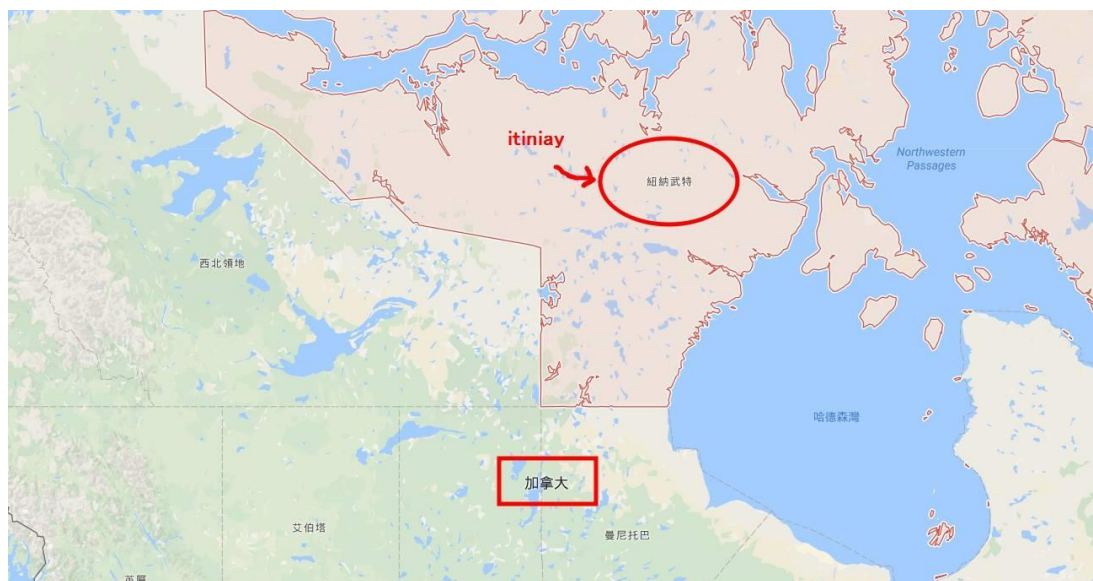 itiniay
紐納武特
Northwestern
Passages
西北領地
哈德森灣
加拿大
艾伯塔
曼尼托巴